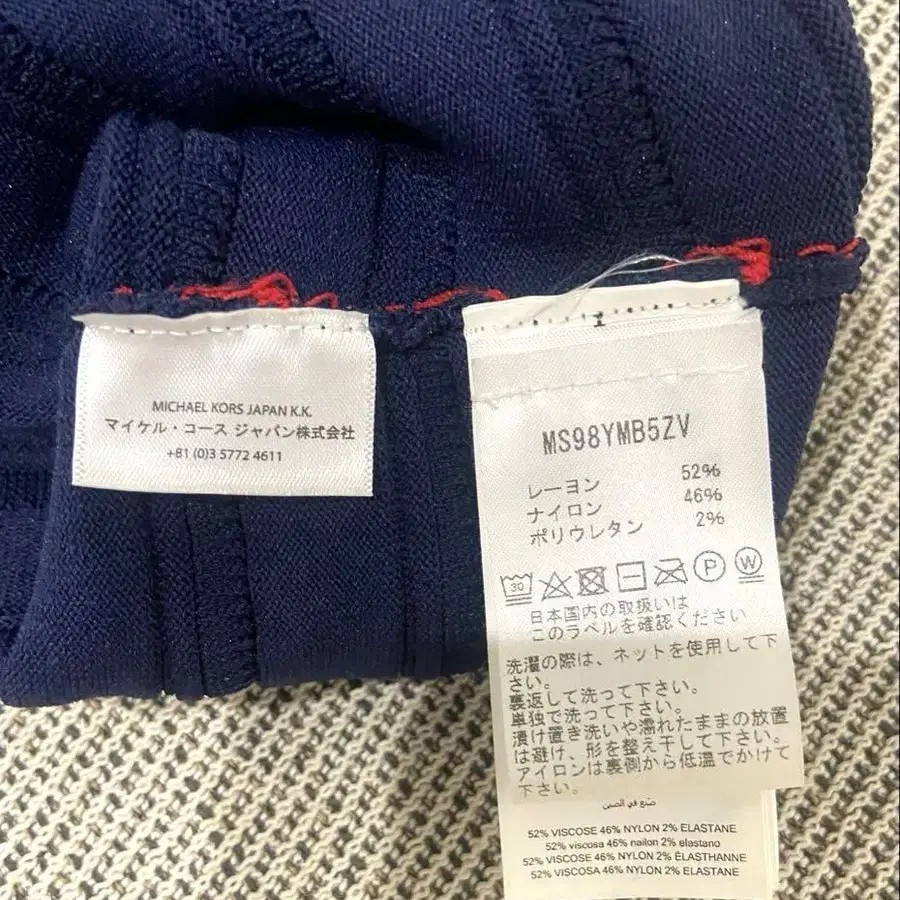 MICHAEL KORS JAPAN K.K.
マイケル・コース ジャパン株式会社
+81 (0)3 5772 4611
MS98YMB5ZV
レーヨン 52%
ナイロン 46%
ポリウレタン 2%
30 P W
日本国内の取扱いは
このラベルを確認ください
洗濯の際は、ネットを使用して下
さい。
裏返して洗って下さい。
単独で洗って下さい。
漬け置き洗いや濡れたままの放置
は避け、形を整え干して下さい。
アイロンは裏側から低温でかけて
下さい。
صنع في الصين
52% VISCOSE 46% NYLON 2% ELASTANE
52% viscosa 46% nailon 2% elastano
52% VISCOSE 46% NYLON 2% ÉLASTHANNE
52% VISCOSA 46% NYLON 2% ELASTANE